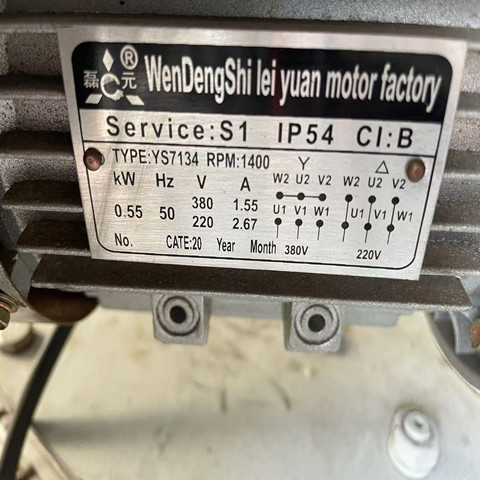 磊 ® 元 WenDengShi lei yuan motor factory
Service:S1 IP54 CI:B
TYPE:YS7134 RPM:1400 Y △
kW Hz V A W2 U2 V2 W2 U2 V2
0.55 50 380 1.55 U1 V1 W1 U1 V1 W1
220 2.67
No. CATE:20 Year Month 380V 220V